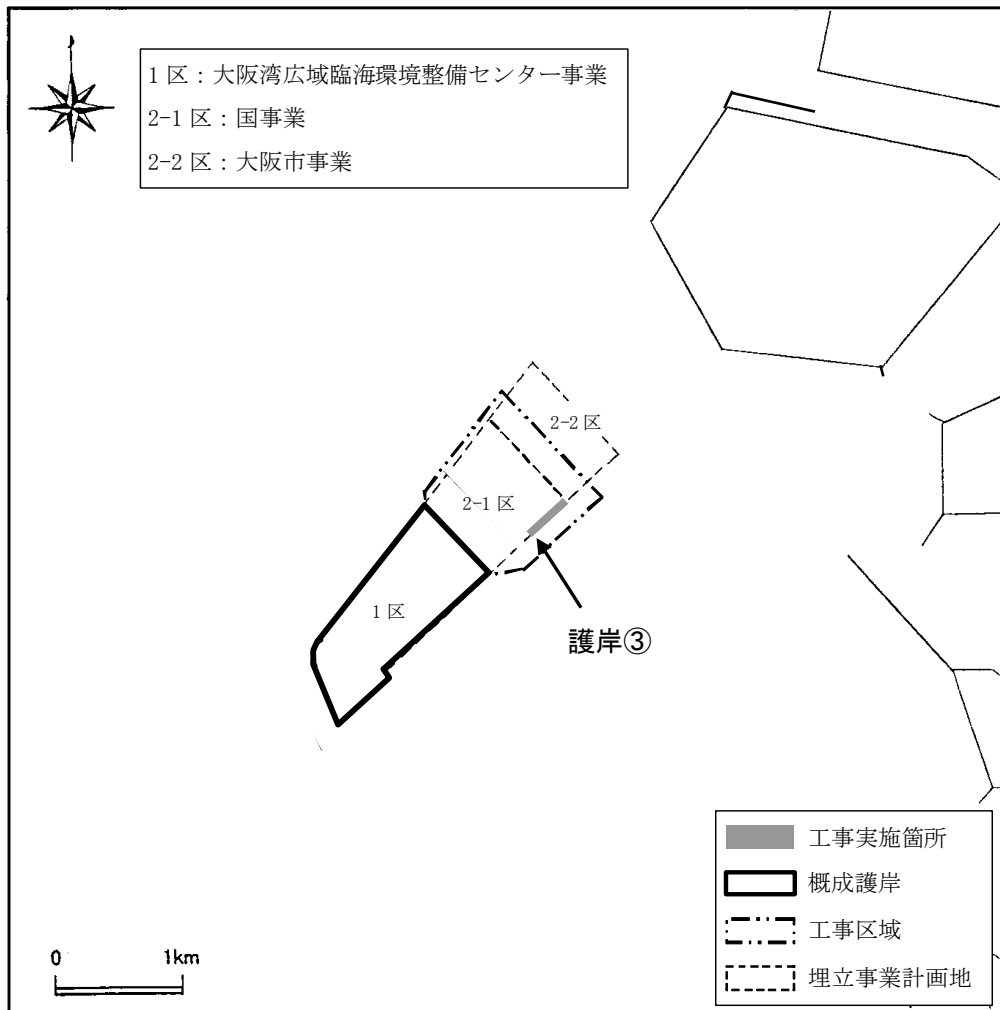 1区：大阪湾広域臨海環境整備センター事業
2-1区：国事業
2-2区：大阪市事業
2-2区
2-1区
1区
護岸③
工事実施箇所
概成護岸
工事区域
埋立事業計画地
0 1km